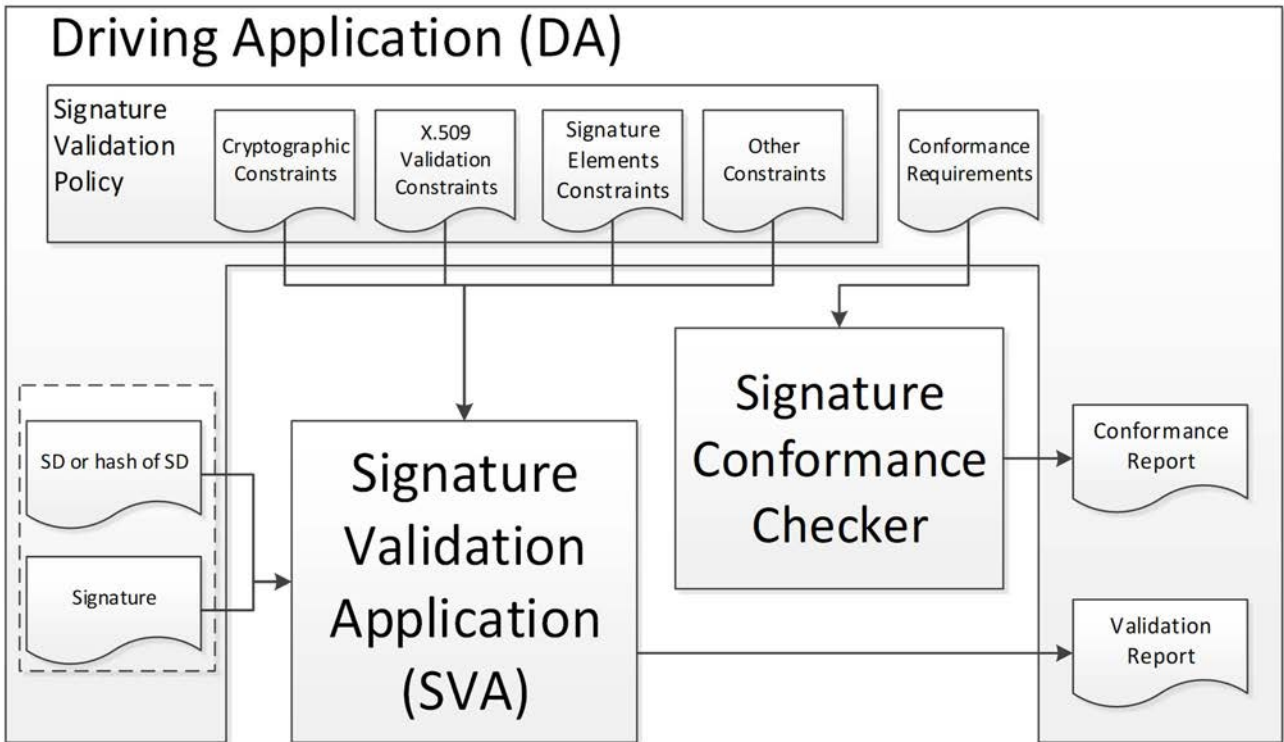 Driving Application (DA)
Signature
Validation
Policy
Cryptographic
Constraints
X.509
Validation
Constraints
Signature
Elements
Constraints
Other
Constraints
Conformance
Requirements
SD or hash of SD
Signature
Signature
Validation
Application
(SVA)
Signature
Conformance
Checker
Conformance
Report
Validation
Report